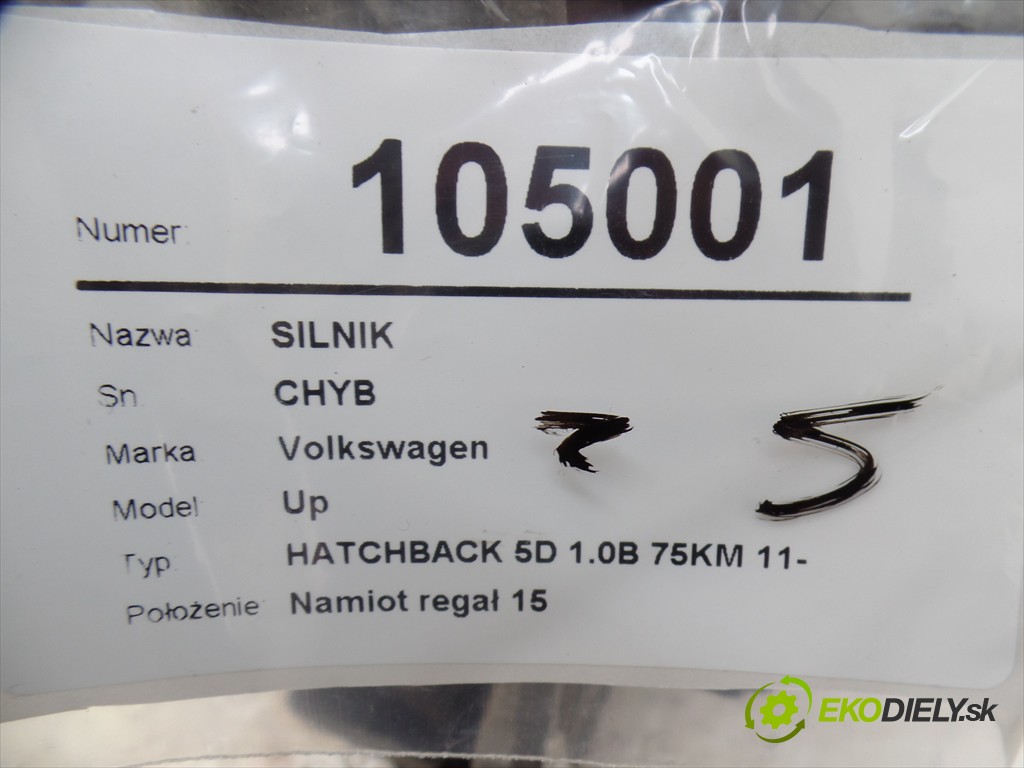 Numer: 105001
Nazwa: SILNIK
Sn CHYB
Marka Volkswagen
Model Up
Typ HATCHBACK 5D 1.0B 75KM 11-
Położenie Namiot regał 15
5
EKODIELY.sk